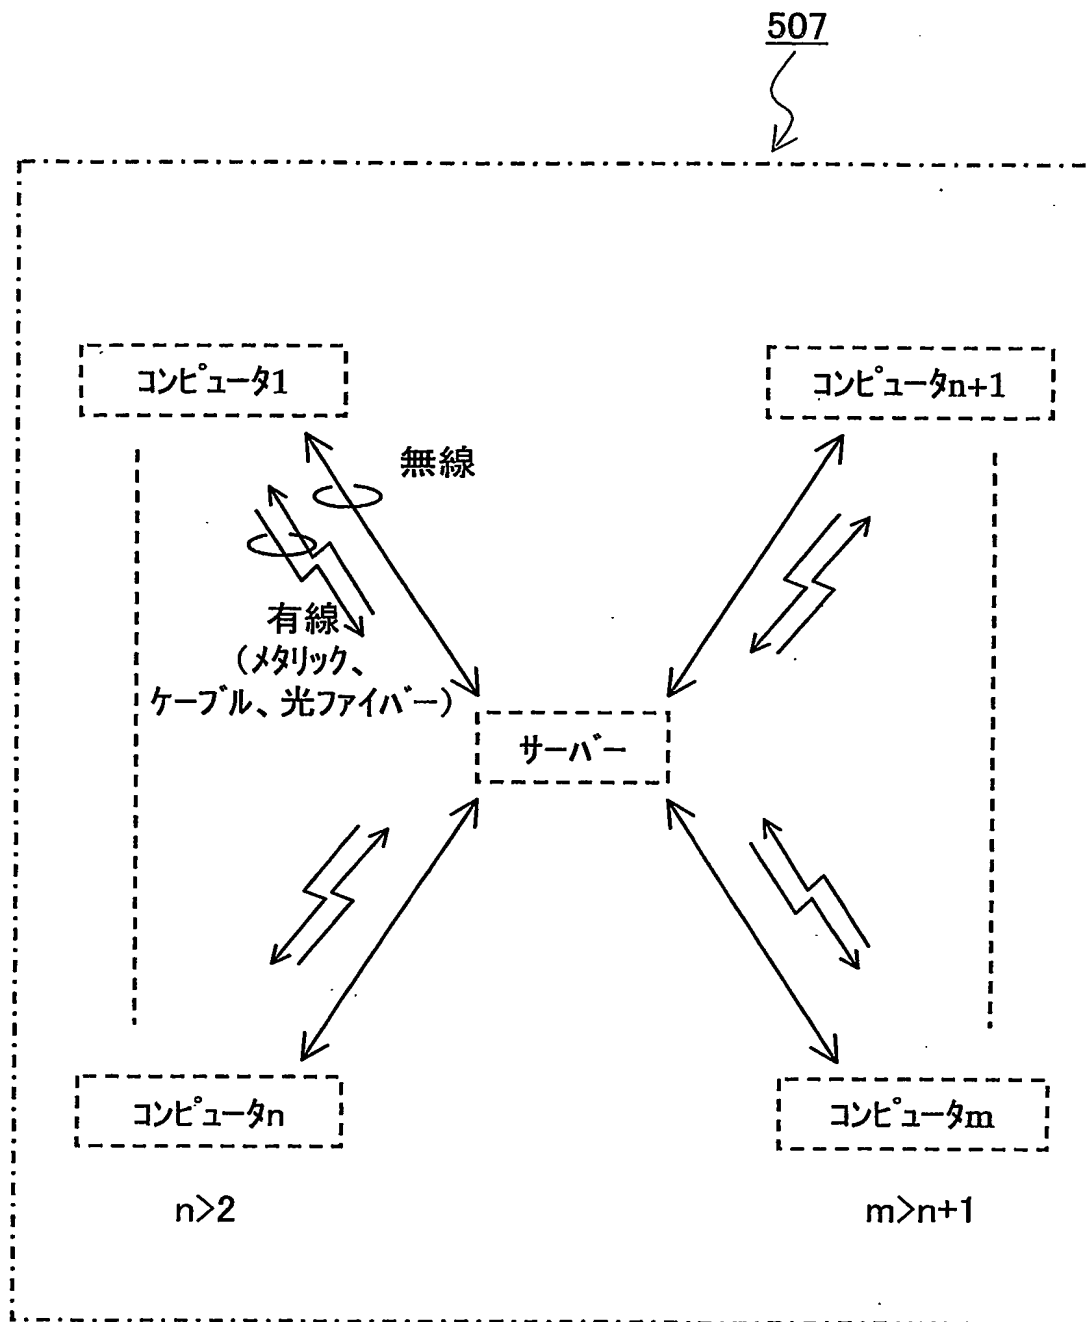 507
コンピュータ1
コンピュータn+1
無線
有線
(メタリック、
ケーブル、光ファイバー)
サーバー
コンピュータn
コンピュータm
n>2
m>n+1